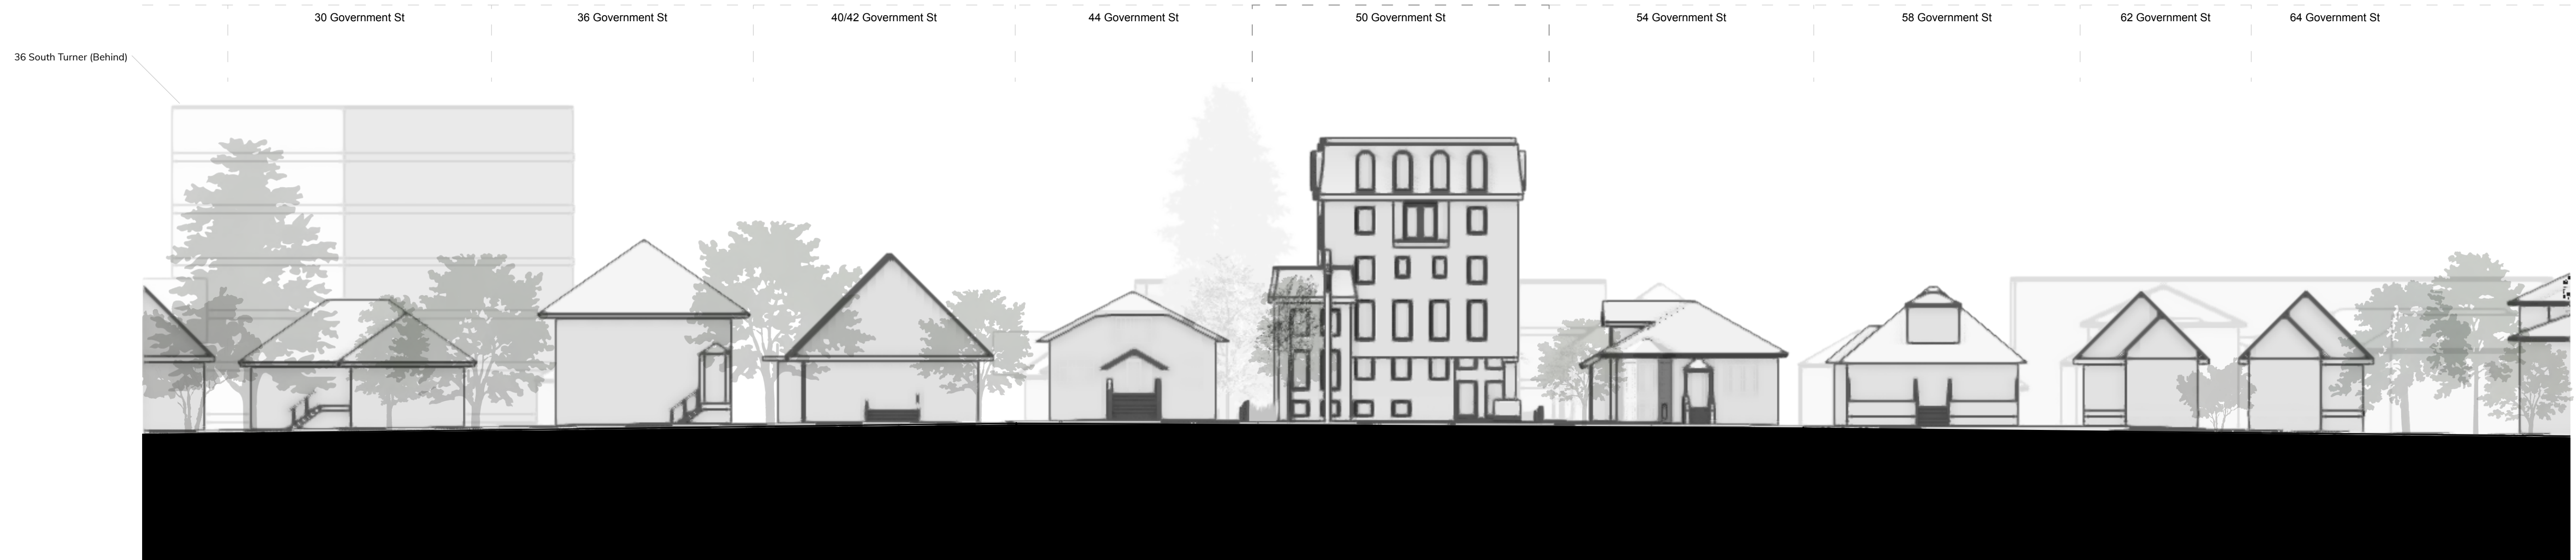 30 Government St
36 Government St
40/42 Government St
44 Government St
50 Government St
54 Government St
58 Government St
62 Government St
64 Government St
36 South Turner (Behind)